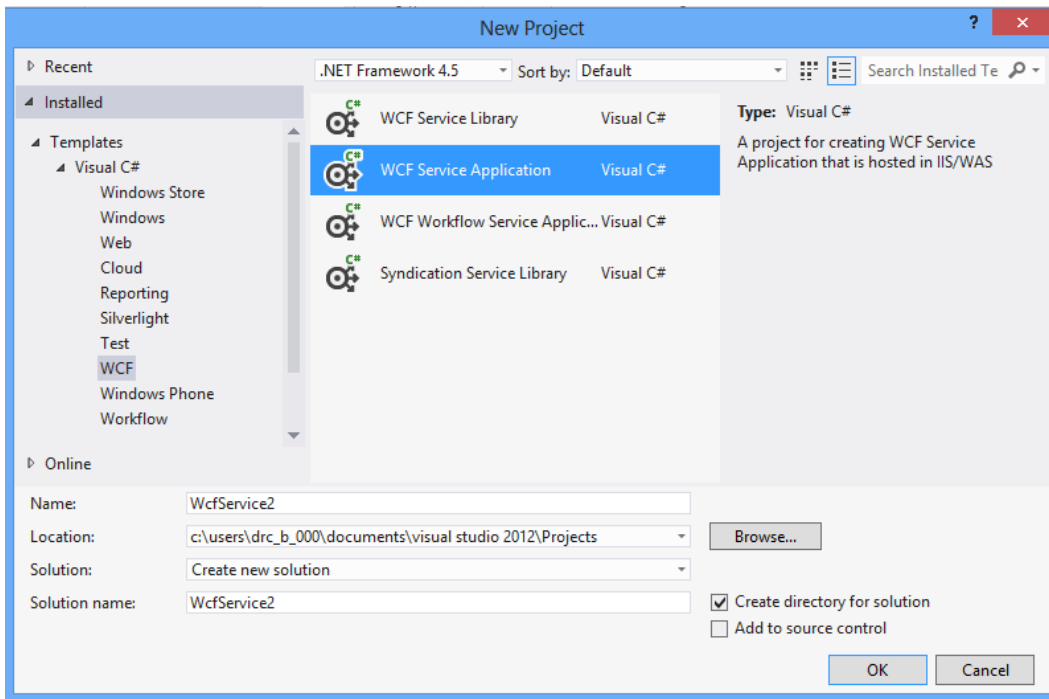 New Project
?
Recent
.NET Framework 4.5
Sort by: Default
Search Installed Te
Installed
Templates
Visual C#
Windows Store
Windows
Web
Cloud
Reporting
Silverlight
Test
WCF
Windows Phone
Workflow
Online
C#
WCF Service Library Visual C#
C#
WCF Service Application Visual C#
C#
WCF Workflow Service Applic... Visual C#
C#
Syndication Service Library Visual C#
Type: Visual C#
A project for creating WCF Service
Application that is hosted in IIS/WAS
Name: WcfService2
Location: c:\users\drc_b_000\documents\visual studio 2012\Projects
Browse...
Solution: Create new solution
Solution name: WcfService2
Create directory for solution
Add to source control
OK
Cancel